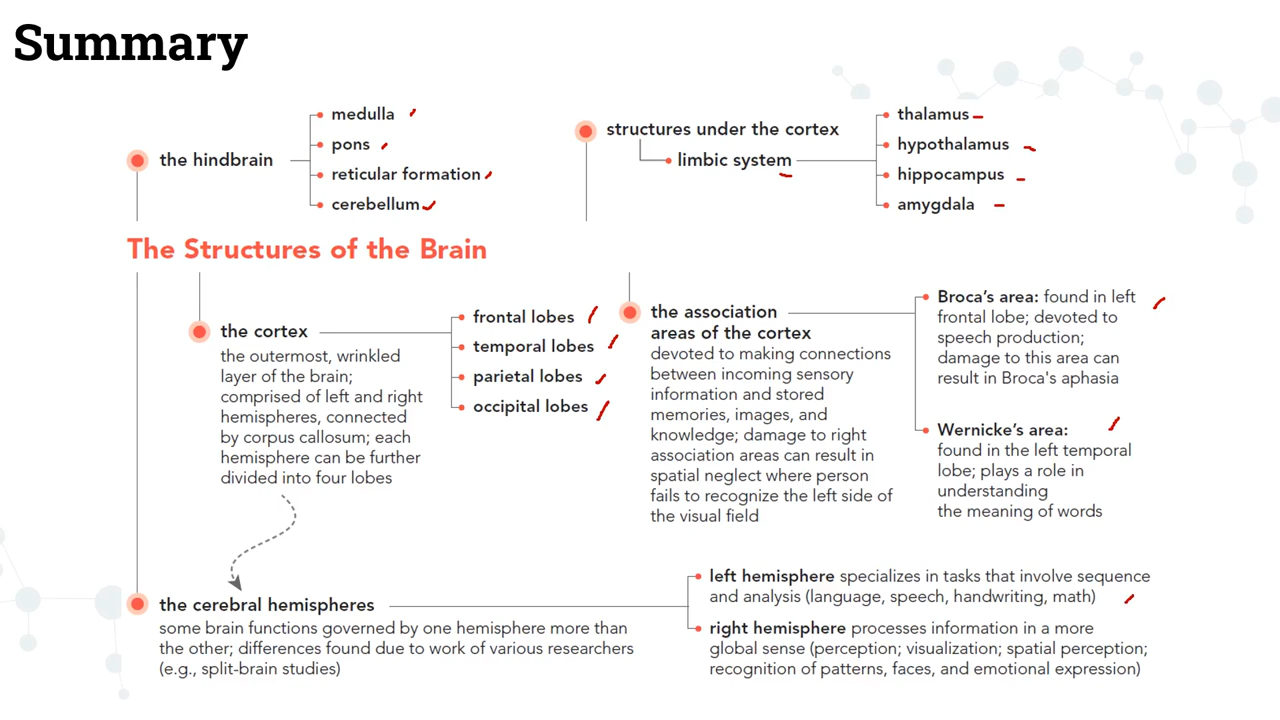 Summary
the hindbrain
medulla
pons
reticular formation
cerebellum
structures under the cortex
limbic system
thalamus
hypothalamus
hippocampus
amygdala
The Structures of the Brain
the cortex
the outermost, wrinkled
layer of the brain;
comprised of left and right
hemispheres, connected
by corpus callosum; each
hemisphere can be further
divided into four lobes
frontal lobes
temporal lobes
parietal lobes
occipital lobes
the association
areas of the cortex
devoted to making connections
between incoming sensory
information and stored
memories, images, and
knowledge; damage to right
association areas can result in
spatial neglect where person
fails to recognize the left side of
the visual field
Broca's area: found in left
frontal lobe; devoted to
speech production;
damage to this area can
result in Broca's aphasia
Wernicke's area:
found in the left temporal
lobe; plays a role in
understanding
the meaning of words
the cerebral hemispheres
some brain functions governed by one hemisphere more than
the other; differences found due to work of various researchers
(e.g., split-brain studies)
left hemisphere specializes in tasks that involve sequence
and analysis (language, speech, handwriting, math)
right hemisphere processes information in a more
global sense (perception; visualization; spatial perception;
recognition of patterns, faces, and emotional expression)